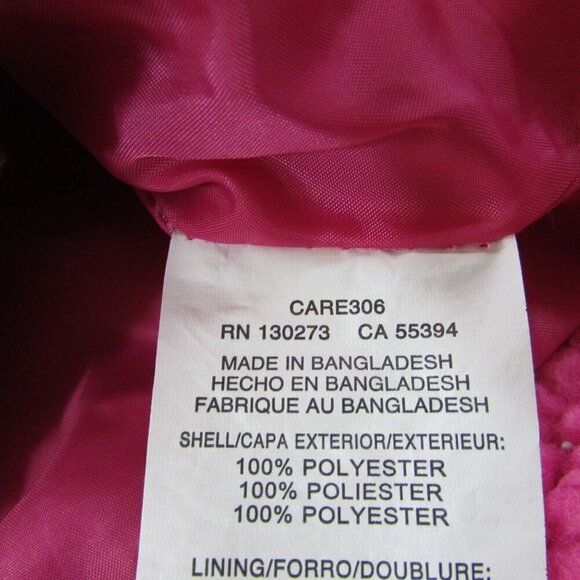 CARE306
RN 130273 CA 55394
MADE IN BANGLADESH
HECHO EN BANGLADESH
FABRIQUE AU BANGLADESH
SHELL/CAPA EXTERIOR/EXTERIEUR:
100% POLYESTER
100% POLIESTER
100% POLYESTER
LINING/FORRO/DOUBLURE: